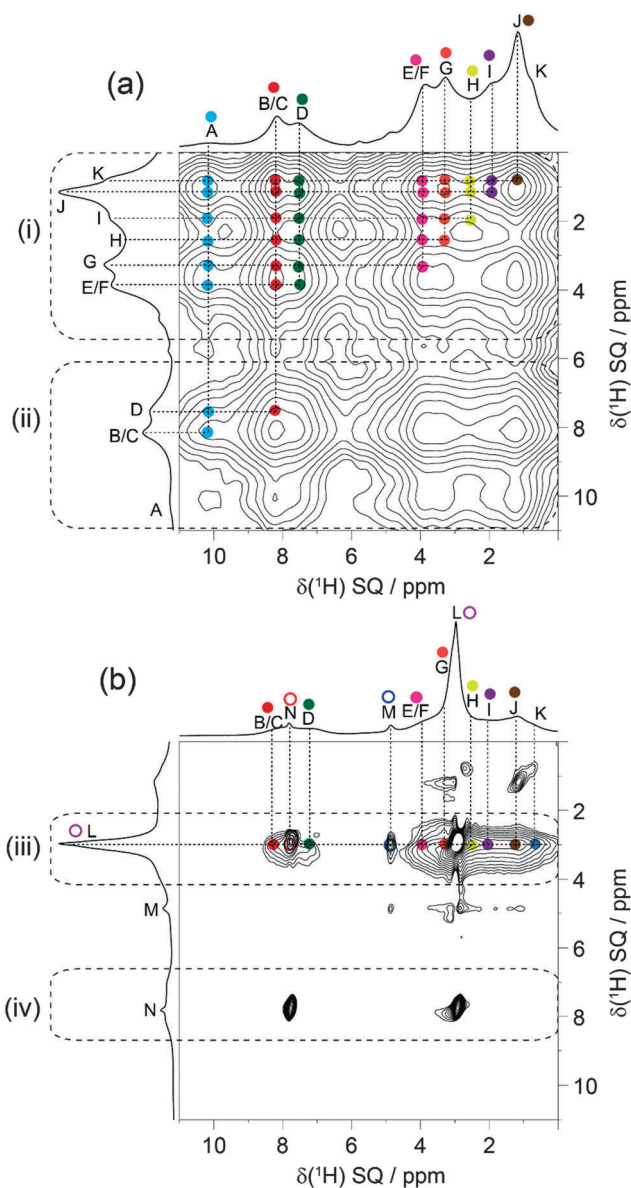 (a)
J
K
E/F
G
H
I
B/C
D
A
(i)
K
J
I
H
G
E/F
2
4
6
8
10
δ(¹H) SQ / ppm
(ii)
D
B/C
A
10
8
6
4
2
δ(¹H) SQ / ppm
(b)
L
G
B/C
N
D
M
E/F
H
I
J
K
(iii)
L
M
(iv)
N
2
4
6
8
10
δ(¹H) SQ / ppm
10
8
6
4
2
δ(¹H) SQ / ppm